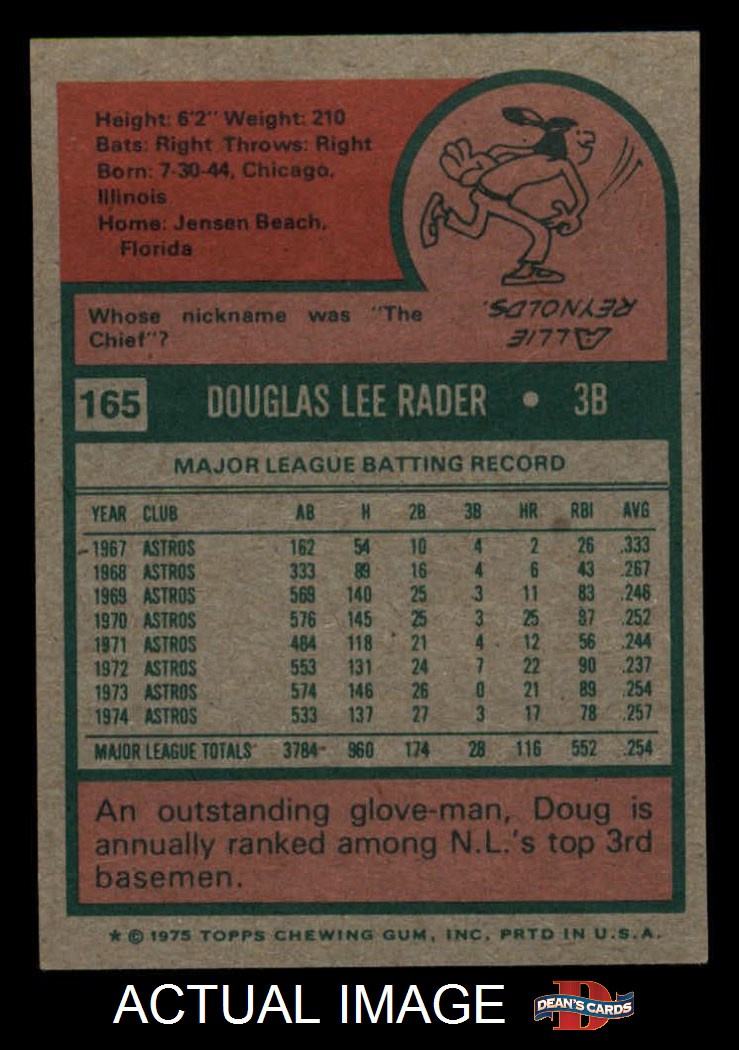 Height: 6'2" Weight: 210
Bats: Right Throws: Right
Born: 7-30-44, Chicago,
Illinois
Home: Jensen Beach,
Florida
Whose nickname was "The
Chief"?
ALLIE
REYNOLDS.
165 DOUGLAS LEE RADER • 3B
MAJOR LEAGUE BATTING RECORD
YEAR CLUB AB H 2B 3B HR RBI AVG
1967 ASTROS 162 54 10 4 2 26 .333
1968 ASTROS 333 89 16 4 6 43 .267
1969 ASTROS 569 140 25 3 11 83 .246
1970 ASTROS 576 145 25 3 25 87 .252
1971 ASTROS 484 118 21 4 12 56 .244
1972 ASTROS 553 131 24 7 22 90 .237
1973 ASTROS 574 146 26 0 21 89 .254
1974 ASTROS 533 137 27 3 17 78 .257
MAJOR LEAGUE TOTALS 3784 960 174 28 116 552 .254
An outstanding glove-man, Doug is
annually ranked among N.L.'s top 3rd
basemen.
* © 1975 TOPPS CHEWING GUM, INC. PRTD IN U.S.A.
ACTUAL IMAGE
D
DEAN'S CARDS